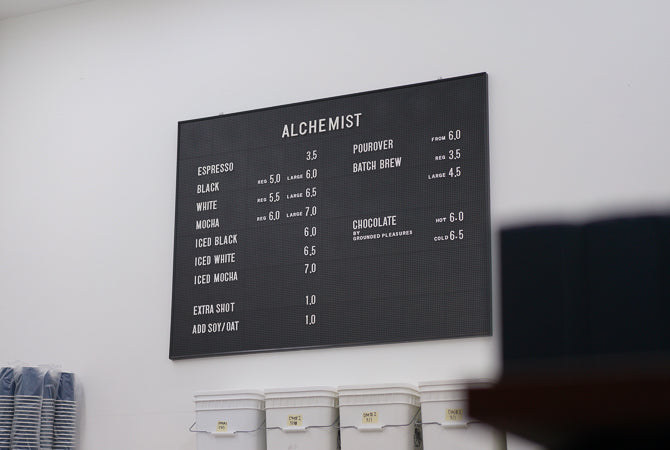 ALCHEMIST
ESPRESSO 3.5
BLACK REG 5.0 LARGE 6.0
WHITE REG 5.5 LARGE 6.5
MOCHA REG 6.0 LARGE 7.0
ICED BLACK 6.0
ICED WHITE 6.5
ICED MOCHA 7.0
EXTRA SHOT 1.0
ADD SOY/OAT 1.0
POUROVER FROM 6.0
BATCH BREW REG 3.5
LARGE 4.5
CHOCOLATE HOT 6.0
BY
GROUNDED PLEASURES COLD 6.5